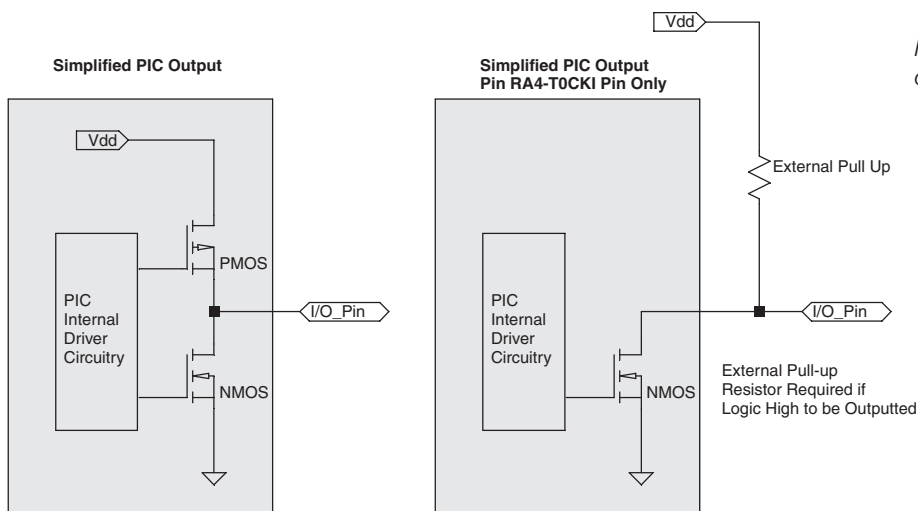 Vdd
Simplified PIC Output
Simplified PIC Output
Pin RA4-T0CKI Pin Only
Vdd
External Pull Up
PMOS
PIC
Internal
Driver
Circuitry
I/O_Pin
NMOS
PIC
Internal
Driver
Circuitry
I/O_Pin
NMOS
External Pull-up
Resistor Required if
Logic High to be Outputted